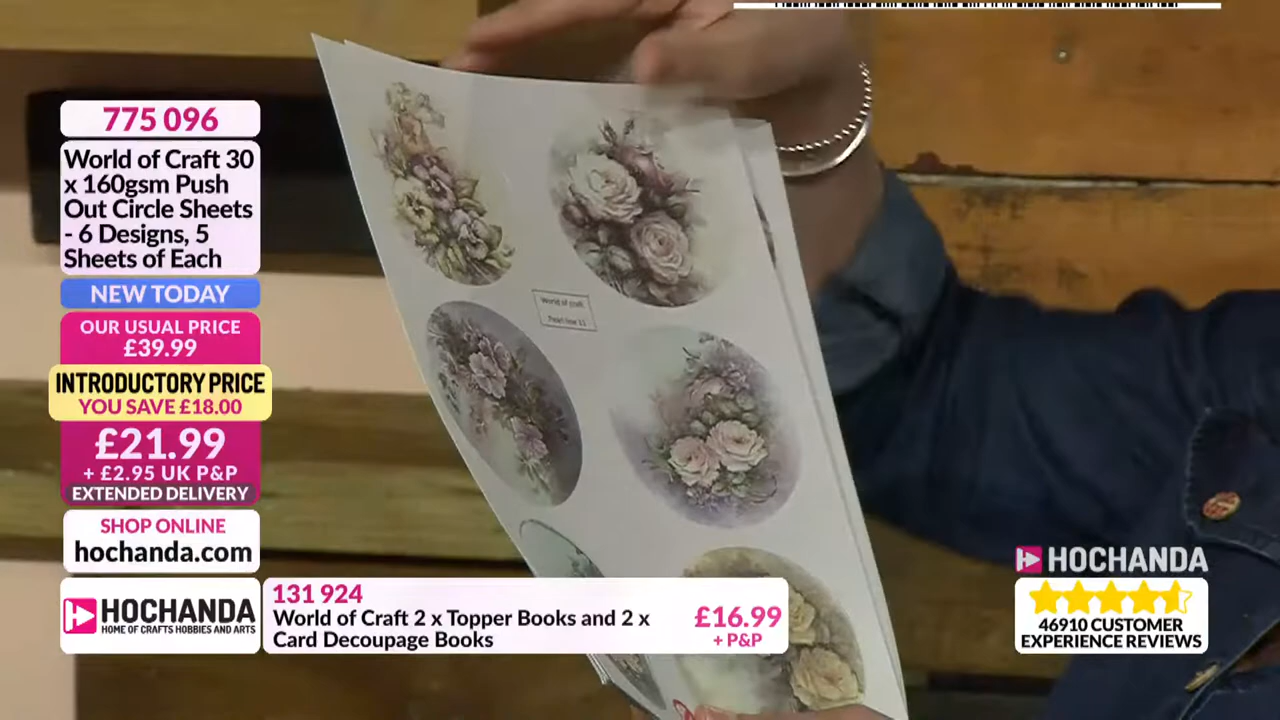 775 096
World of Craft 30
x 160gsm Push
Out Circle Sheets
- 6 Designs, 5
Sheets of Each
NEW TODAY
OUR USUAL PRICE
£39.99
INTRODUCTORY PRICE
YOU SAVE £18.00
£21.99
+ £2.95 UK P&P
EXTENDED DELIVERY
SHOP ONLINE
hochanda.com
HOCHANDA
HOME OF CRAFTS HOBBIES AND ARTS
131 924
World of Craft 2 x Topper Books and 2 x
Card Decoupage Books
£16.99
+ P&P
World of craft
HOCHANDA
46910 CUSTOMER
EXPERIENCE REVIEWS